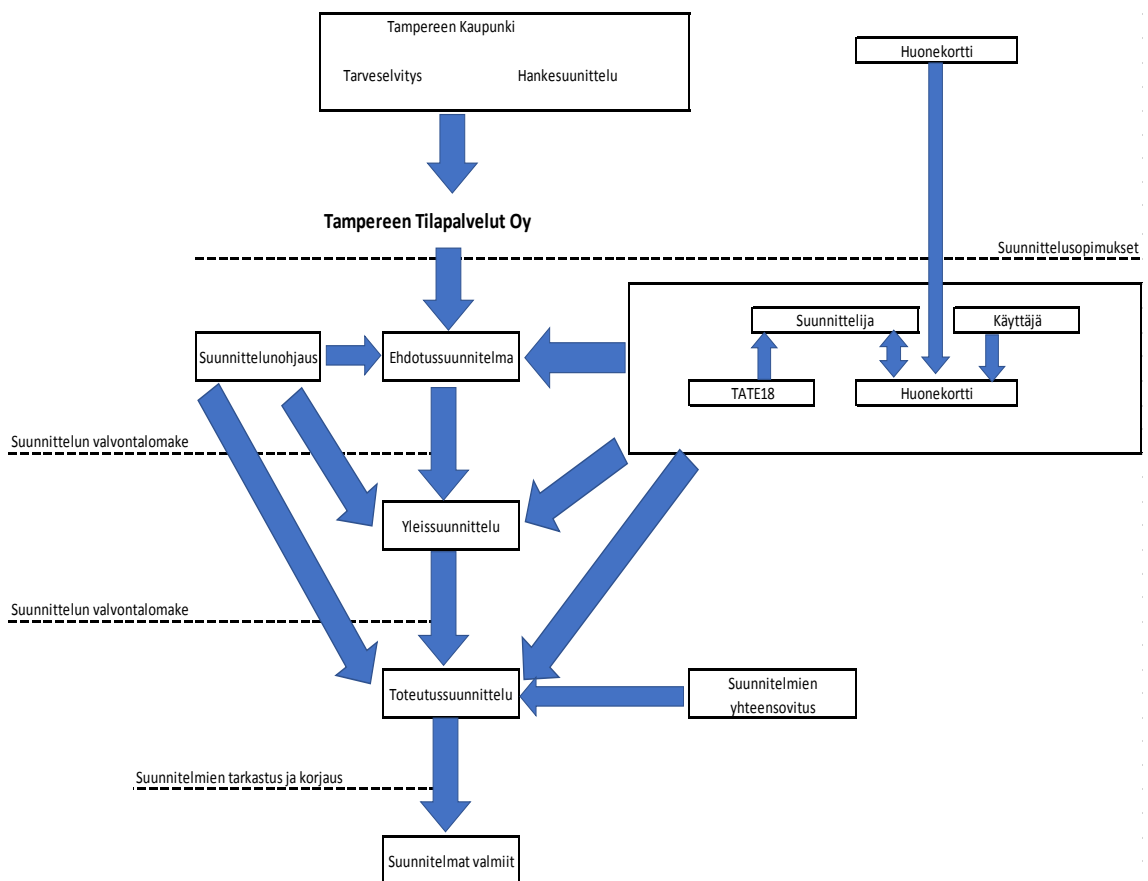 Tampereen Kaupunki
Huonekortti
Tarveselvitys
Hankesuunittelu
Tampereen Tilapalvelut Oy
Suunnittelusopimukset
Suunnittelija
Käyttäjä
Suunnittelunohjaus
Ehdotussuunnitelma
TATE18
Huonekortti
Suunnittelun valvontalomake
Yleissuunnittelu
Suunnittelun valvontalomake
Toteutussuunnittelu
Suunnitelmien
yhteensovitus
Suunnitelmien tarkastus ja korjaus
Suunnitelmat valmiit